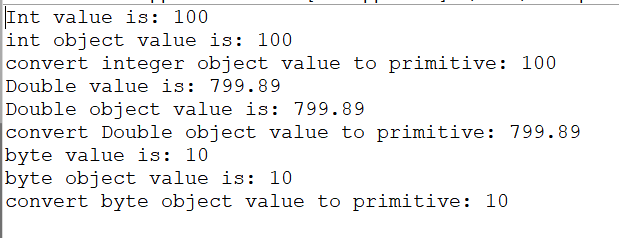 Int value is: 100
int object value is: 100
convert integer object value to primitive: 100
Double value is: 799.89
Double object value is: 799.89
convert Double object value to primitive: 799.89
byte value is: 10
byte object value is: 10
convert byte object value to primitive: 10